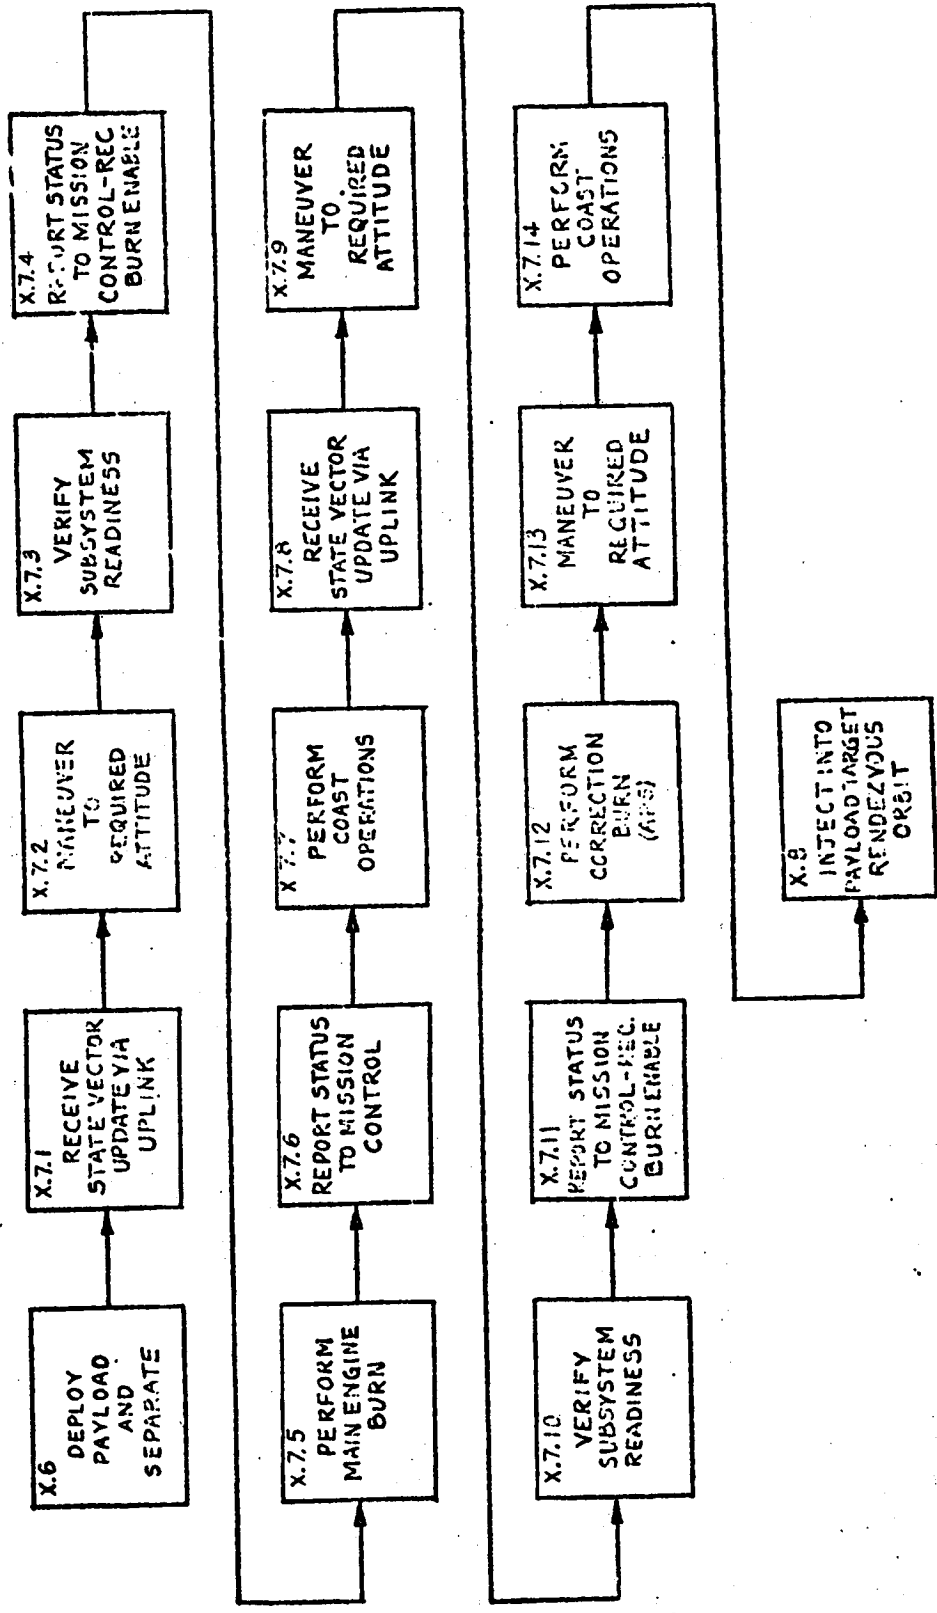 X.6
DEPLOY
PAYLOAD
AND
SEPARATE
X.7.1
RECEIVE
STATE VECTOR
UPDATE VIA
UPLINK
X.7.2
MANEUVER
TO
REQUIRED
ATTITUDE
X.7.3
VERIFY
SUBSYSTEM
READINESS
X.7.4
REPORT STATUS
TO MISSION
CONTROL-REC
BURN ENABLE
X.7.5
PERFORM
MAIN ENGINE
BURN
X.7.6
REPORT STATUS
TO MISSION
CONTROL
X.7.7
PERFORM
COAST
OPERATIONS
X.7.8
RECEIVE
STATE VECTOR
UPDATE VIA
UPLINK
X.7.9
MANEUVER
TO
REQUIRED
ATTITUDE
X.7.10
VERIFY
SUBSYSTEM
READINESS
X.7.11
REPORT STATUS
TO MISSION
CONTROL-REC.
BURN ENABLE
X.7.12
PERFORM
CORRECTION
BURN
(APS)
X.7.13
MANEUVER
TO
REQUIRED
ATTITUDE
X.7.14
PERFORM
COAST
OPERATIONS
X.8
INJECT INTO
PAYLOAD TARGET
RENDEZVOUS
ORBIT